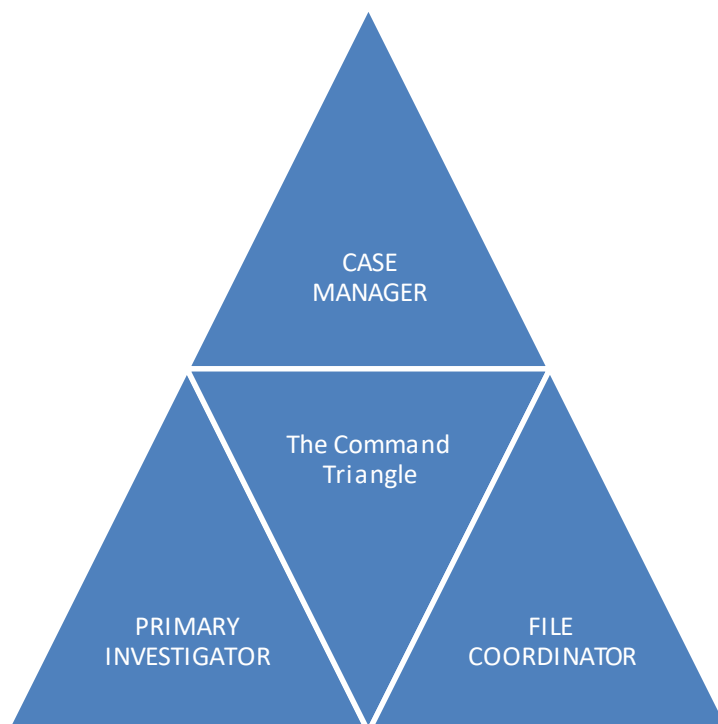 CASE
MANAGER
The Command
Triangle
PRIMARY
INVESTIGATOR
FILE
COORDINATOR